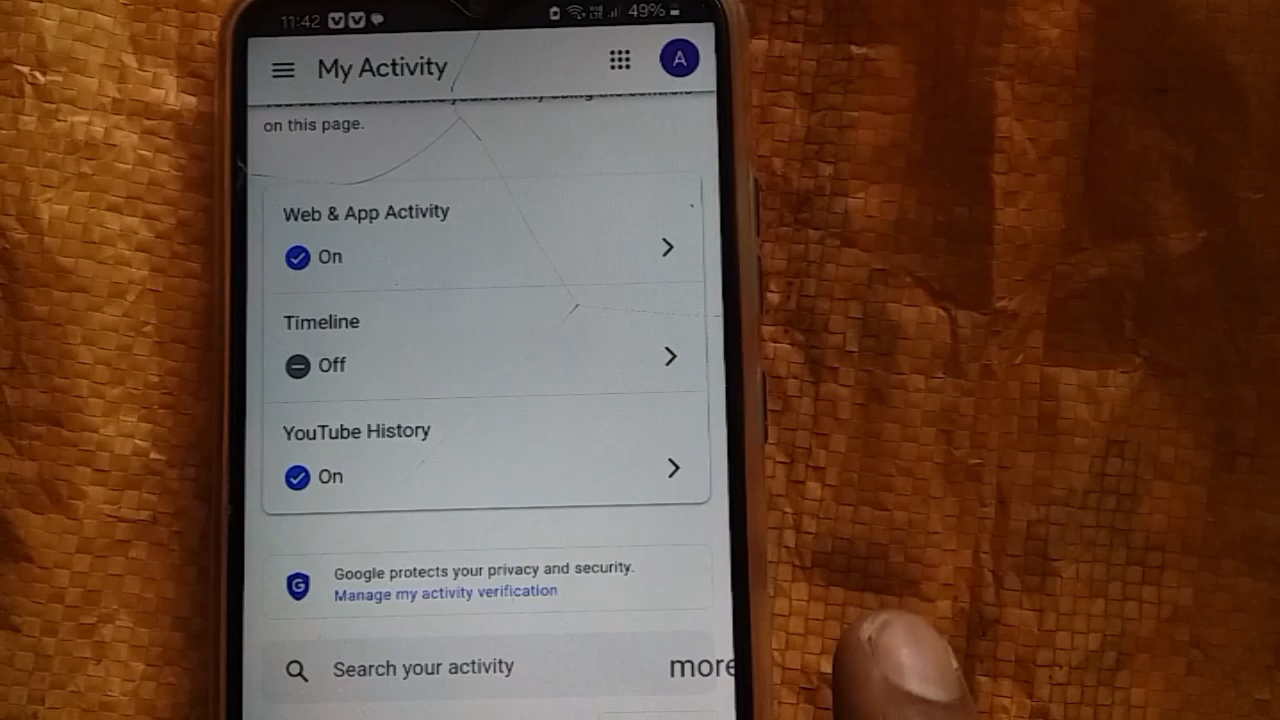 11:42
49%
My Activity
A
on this page.
Web & App Activity
On
Timeline
Off
YouTube History
On
G
Google protects your privacy and security.
Manage my activity verification
Search your activity
more